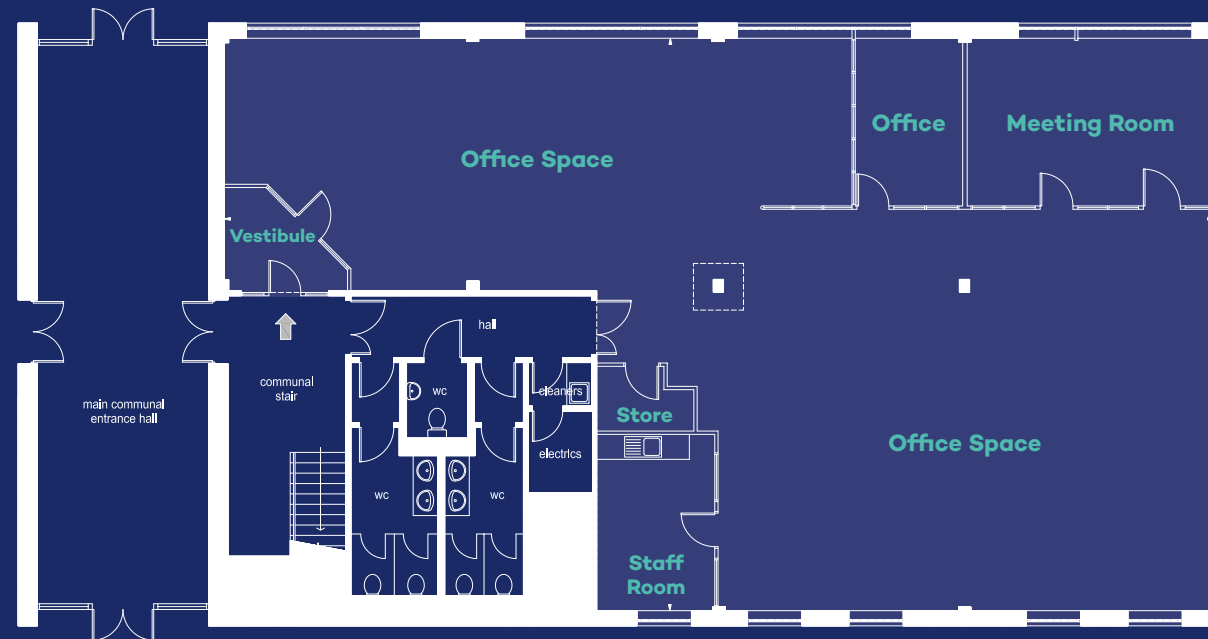 Office
Meeting Room
Office Space
Vestibule
hall
communal
stair
wc
cleaners
main communal
entrance hall
Store
Office Space
electrics
wc
wc
Staff
Room